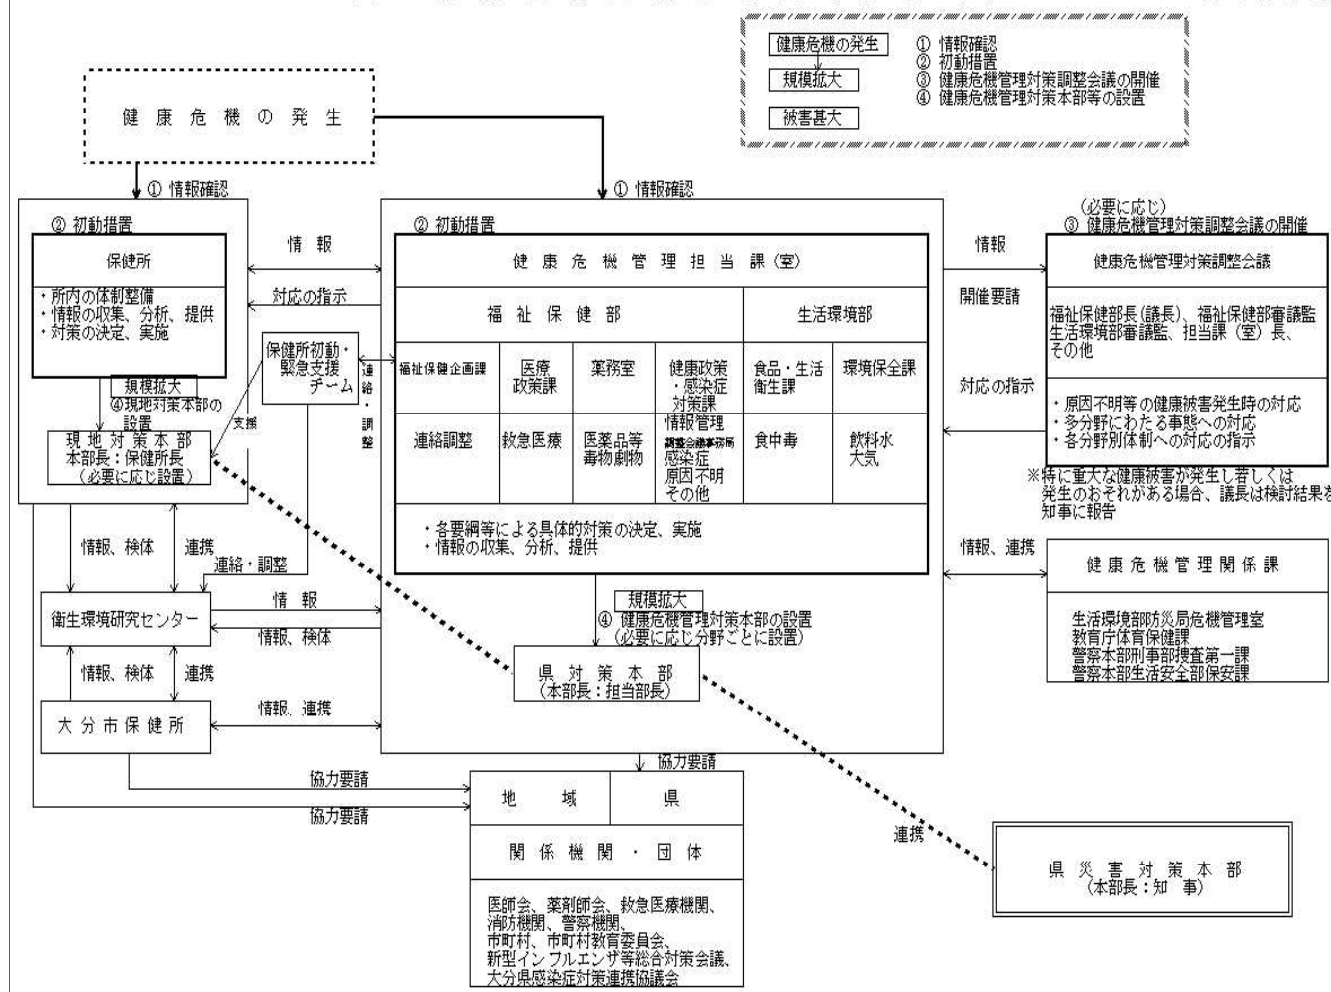 健康危機の発生
規模拡大
被害甚大
① 情報確認
② 初動措置
③ 健康危機管理対策調整会議の開催
④ 健康危機管理対策本部等の設置
健 康 危 機 の 発 生
① 情報確認
① 情報確認
② 初動措置
保健所
・所内の体制整備
・情報の収集、分析、提供
・対策の決定、実施
規模拡大
④現地対策本部の
設置
現 地 対 策 本 部
本部長：保健所長
（必要に応じ設置）
情 報
対応の指示
保健所初動・
緊急支援
チーム
支援
連絡・調整
② 初動措置
健 康 危 機 管 理 担 当 課（室）
福 祉 保 健 部
生活環境部
福祉保健企画課
医療
政策課
薬務室
健康政策
・感染症
対策課
食品・生活
衛生課
環境保全課
連絡調整
救急医療
医薬品等
毒物劇物
情報管理
調整会議事務局
感染症
原因不明
その他
食中毒
飲料水
大気
・各要綱等による具体的対策の決定、実施
・情報の収集、分析、提供
規模拡大
④ 健康危機管理対策本部の設置
（必要に応じ分野ごとに設置）
県 対 策 本 部
（本部長：担当部長）
情報
開催要請
対応の指示
（必要に応じ）
③ 健康危機管理対策調整会議の開催
健康危機管理対策調整会議
福祉保健部長（議長）、福祉保健部審議監
生活環境部審議監、担当課（室）長、
その他
・原因不明等の健康被害発生時の対応
・多分野にわたる事態への対応
・各分野別体制への対応の指示
※特に重大な健康被害が発生し若しくは
発生のおそれがある場合、議長は検討結果を
知事に報告
情報、連携
健 康 危 機 管 理 関 係 課
生活環境部防災局危機管理室
教育庁体育保健課
警察本部刑事部捜査第一課
警察本部生活安全部保安課
情報、検体
連携
連絡・調整
衛生環境研究センター
情 報
情報、検体
情報、検体
連携
大 分 市 保 健 所
情報、連携
協力要請
協力要請
協力要請
地 域
県
関 係 機 関 ・ 団 体
医師会、薬剤師会、救急医療機関、
消防機関、警察機関、
市町村、市町村教育委員会、
新型インフルエンザ等総合対策会議、
大分県感染症対策連携協議会
連携
県 災 害 対 策 本 部
（本部長：知 事）